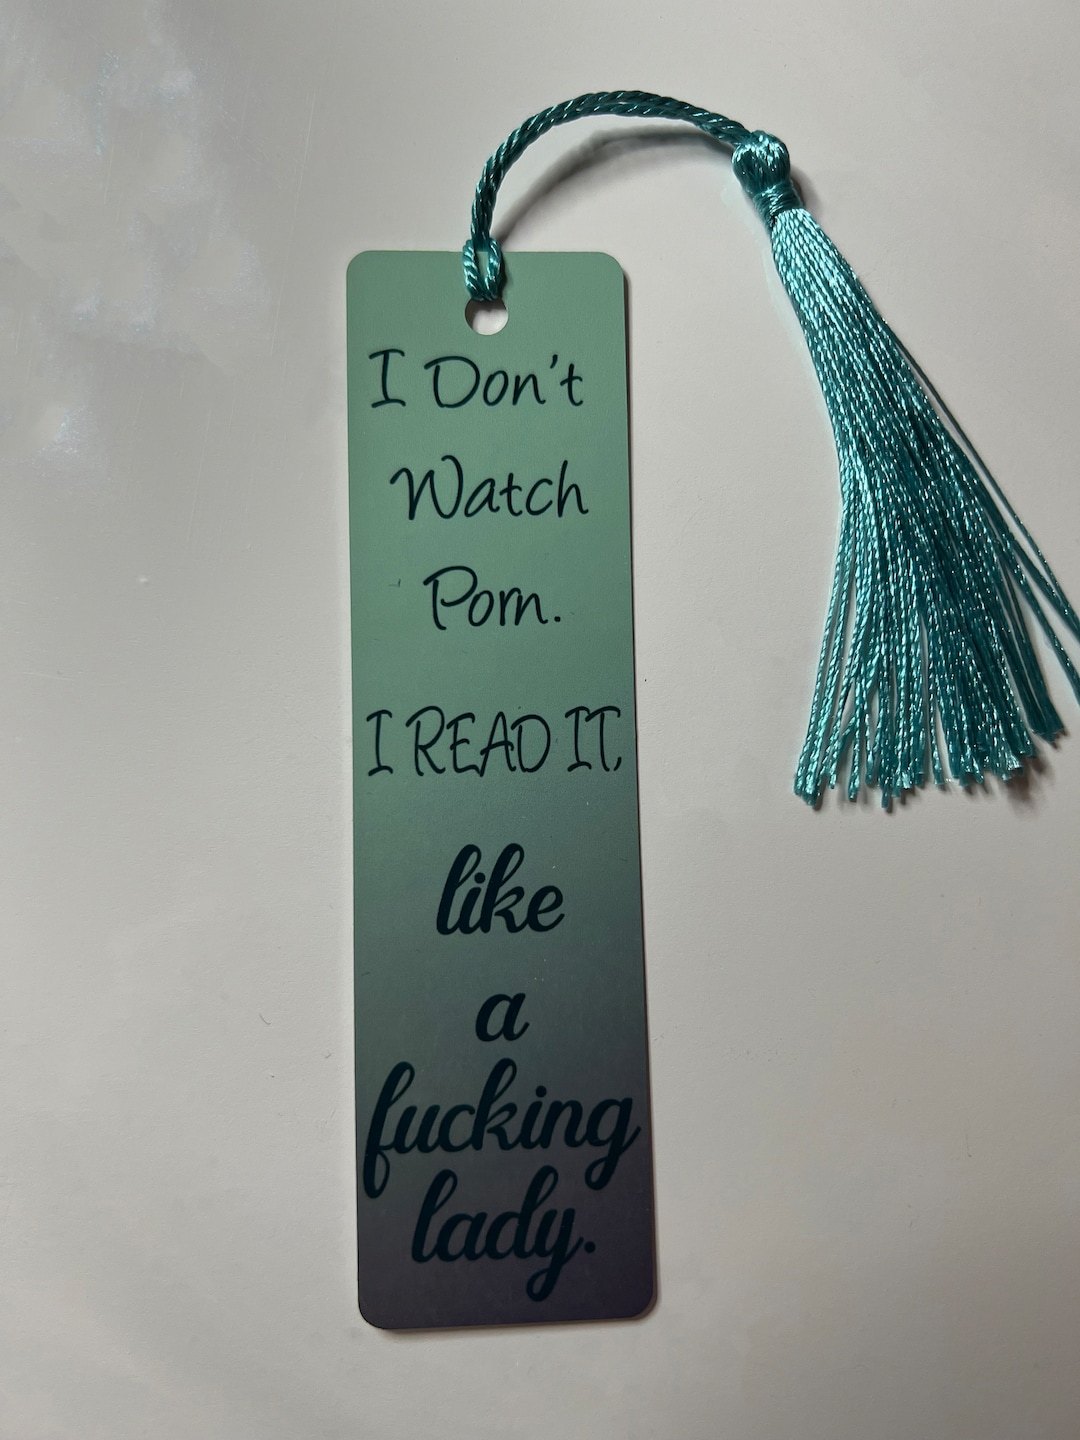 I Don't
Watch
Porn.
I READ IT,
like
a
fucking
lady.